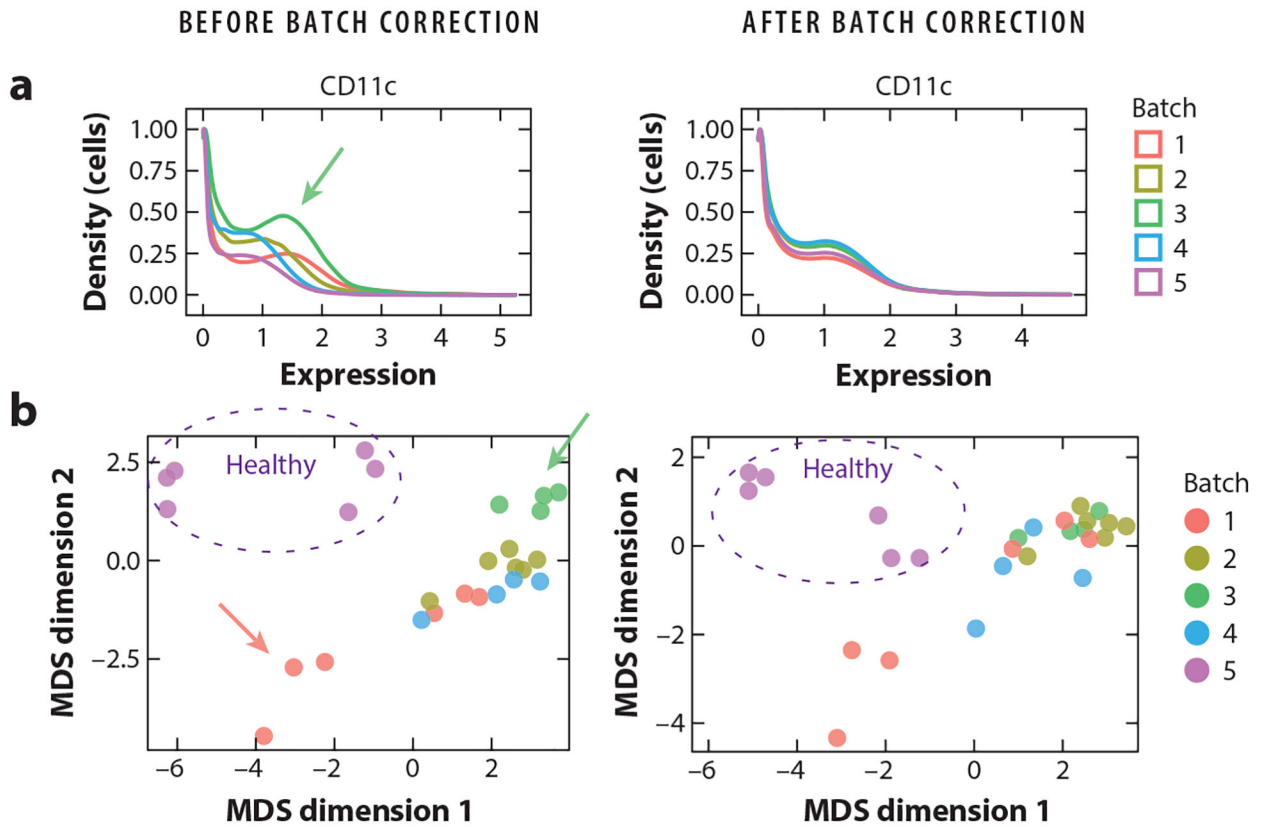 BEFORE BATCH CORRECTION
AFTER BATCH CORRECTION
a
CD11c
Density (cells)
1.00
0.75
0.50
0.25
0.00
0 1 2 3 4 5
Expression
CD11c
Density (cells)
1.00
0.75
0.50
0.25
0.00
0 1 2 3 4
Expression
Batch
1
2
3
4
5
b
Healthy
MDS dimension 2
2.5
0.0
−2.5
−6 −4 −2 0 2
MDS dimension 1
Healthy
MDS dimension 2
2
0
−2
−4
−6 −4 −2 0 2
MDS dimension 1
Batch
1
2
3
4
5